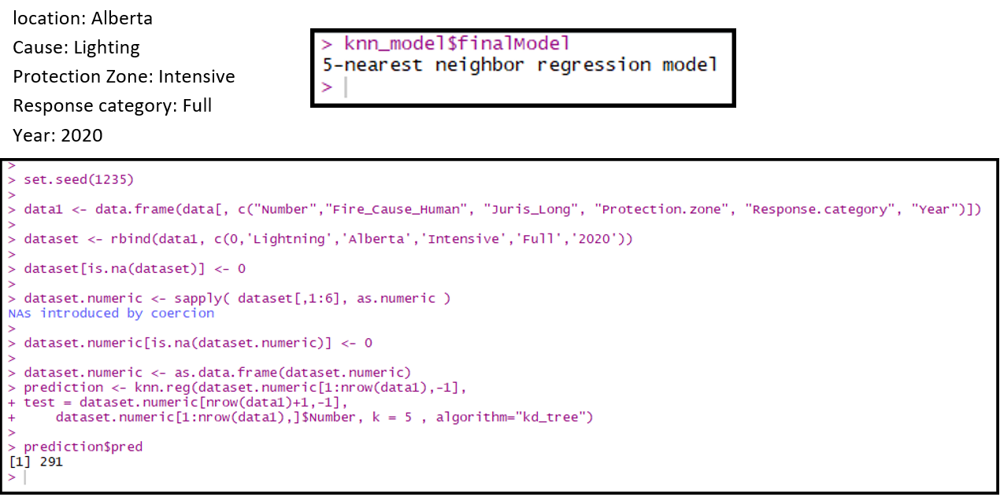 location: Alberta
Cause: Lighting
Protection Zone: Intensive
Response category: Full
Year: 2020
> knn_model$finalModel
5-nearest neighbor regression model
>
>
> set.seed(1235)
>
> data1 <- data.frame(data[, c("Number","Fire_Cause_Human", "Juris_Long", "Protection.zone", "Response.category", "Year")])
>
> dataset <- rbind(data1, c(0,'Lightning','Alberta','Intensive','Full','2020'))
>
> dataset[is.na(dataset)] <- 0
>
> dataset.numeric <- sapply( dataset[,1:6], as.numeric )
NAs introduced by coercion
>
> dataset.numeric[is.na(dataset.numeric)] <- 0
>
> dataset.numeric <- as.data.frame(dataset.numeric)
> prediction <- knn.reg(dataset.numeric[1:nrow(data1),-1],
+ test = dataset.numeric[nrow(data1)+1,-1],
+     dataset.numeric[1:nrow(data1),]$Number, k = 5 , algorithm="kd_tree")
>
> prediction$pred
[1] 291
>